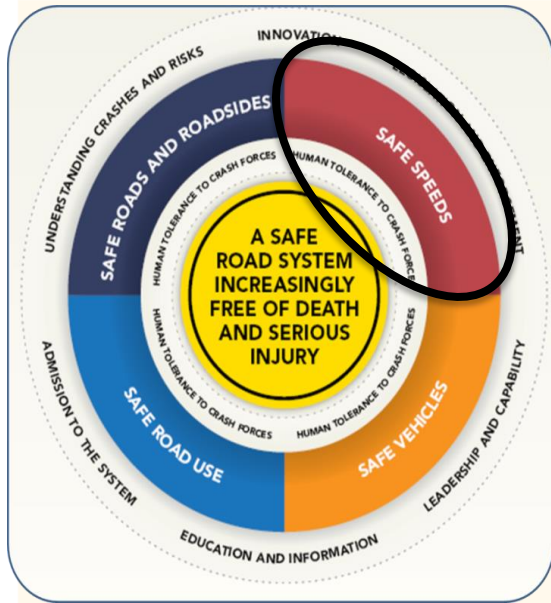 INNOVATION
UNDERSTANDING CRASHES AND RISKS
SAFE ROADS AND ROADSIDES
SAFE SPEEDS
HUMAN TOLERANCE TO CRASH FORCES
HUMAN TOLERANCE TO CRASH FORCE
A SAFE
ROAD SYSTEM
INCREASINGLY
FREE OF DEATH
AND SERIOUS
INJURY
HUMAN TOLERANCE TO CRASH FORCES
HUMAN TOLERANCE TO CRASH FORCES
SAFE ROAD USE
SAFE VEHICLES
ADMISSION TO THE SYSTEM
LEADERSHIP AND CAPABILITY
EDUCATION AND INFORMATION